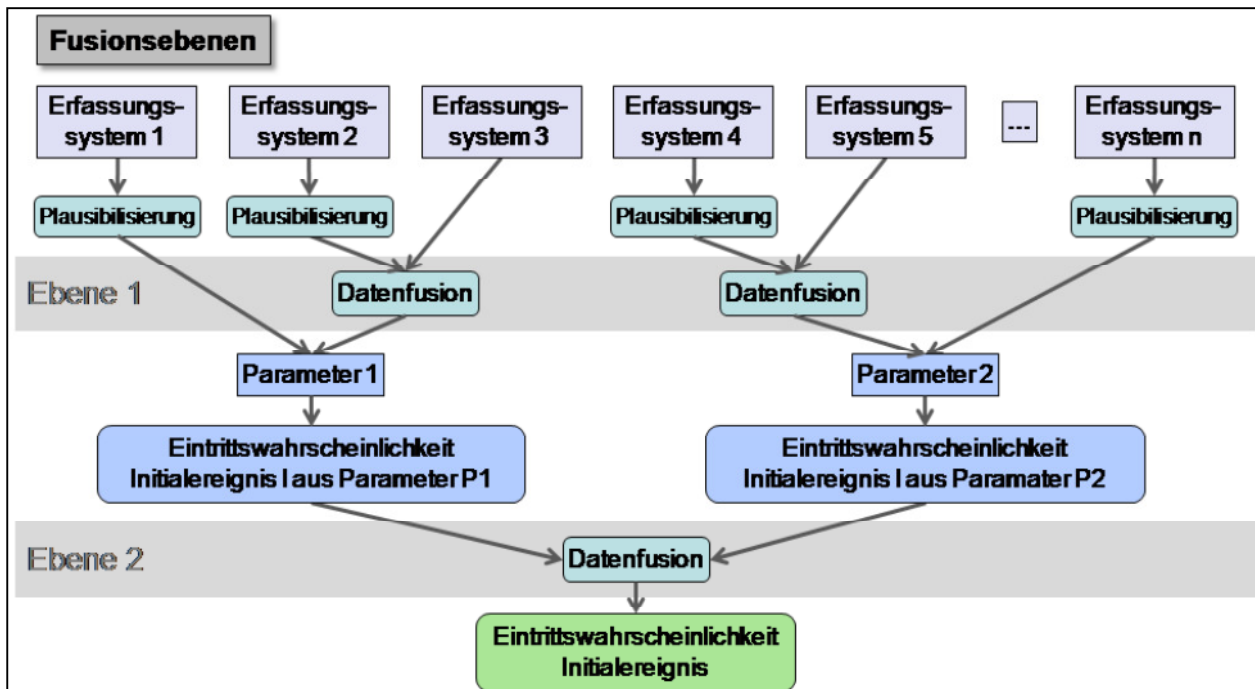 Fusionsebenen
Erfassungs-
system 1
Erfassungs-
system 2
Erfassungs-
system 3
Erfassungs-
system 4
Erfassungs-
system 5
...
Erfassungs-
system n
Plausibilisierung
Plausibilisierung
Plausibilisierung
Plausibilisierung
Ebene 1
Datenfusion
Datenfusion
Parameter 1
Parameter 2
Eintrittswahrscheinlichkeit
Initialereignis I aus Parameter P1
Eintrittswahrscheinlichkeit
Initialereignis I aus Paramater P2
Ebene 2
Datenfusion
Eintrittswahrscheinlichkeit
Initialereignis